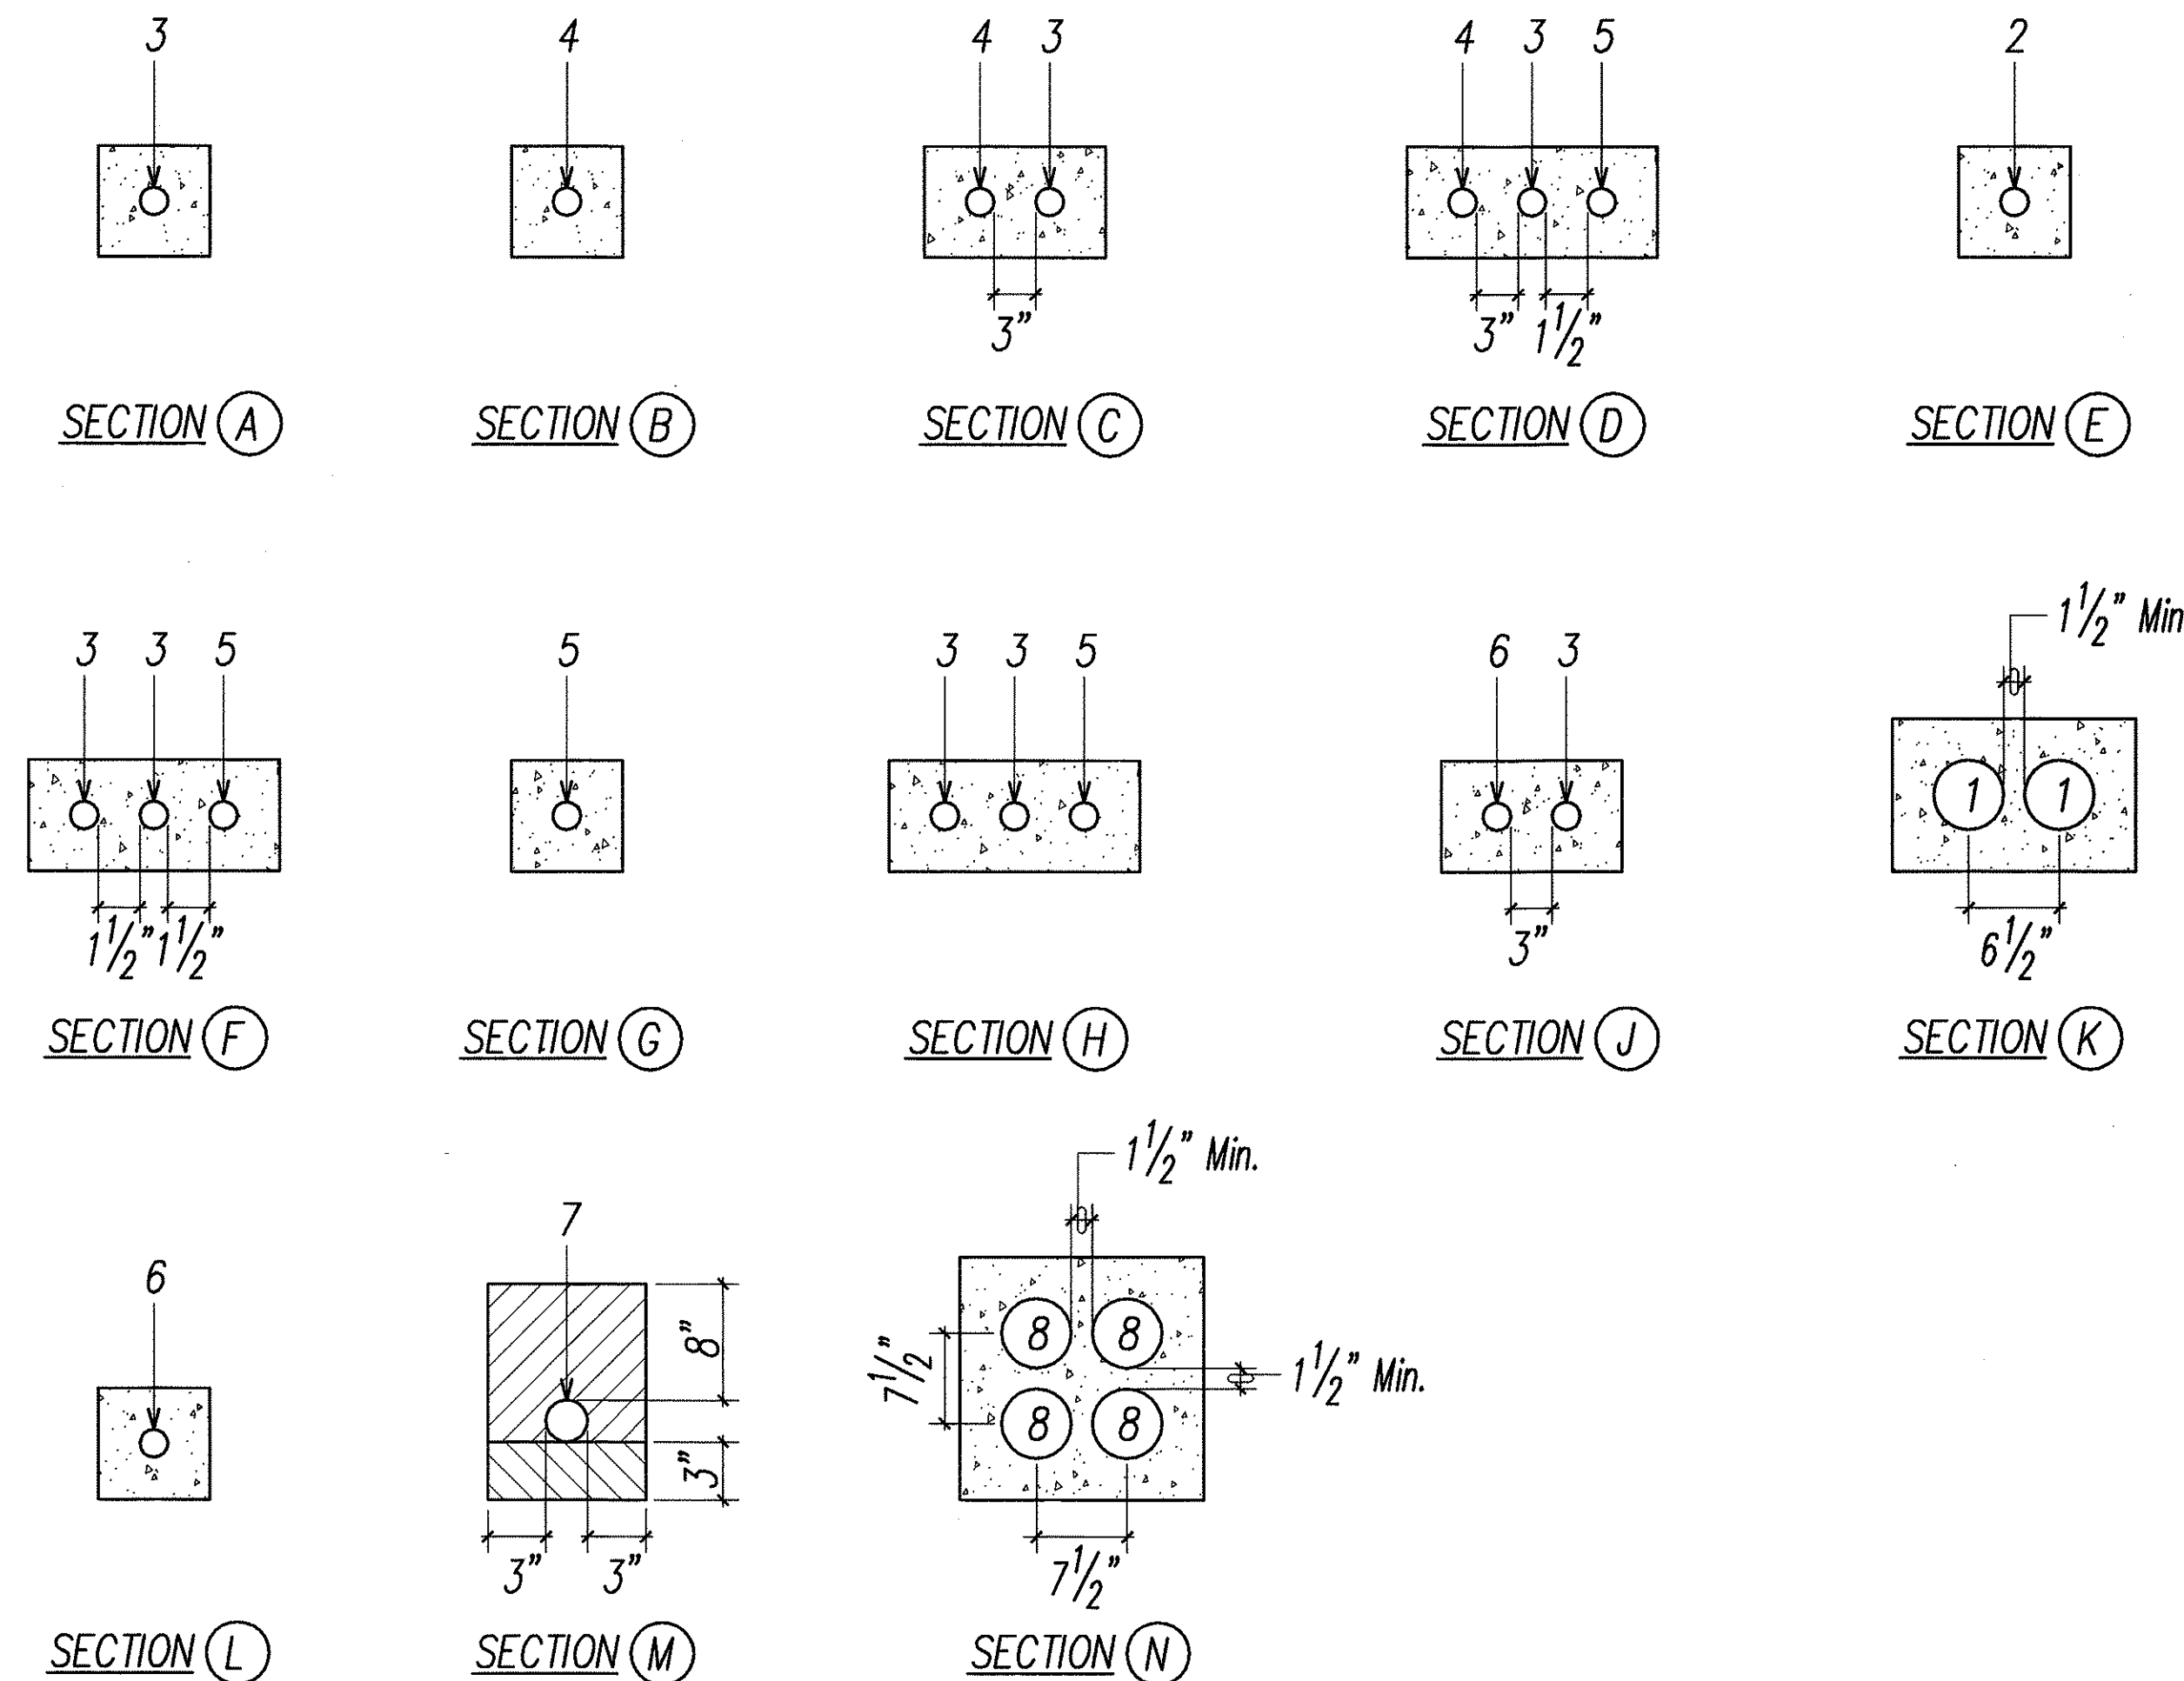 3 4 4 3 4 3 5 2
3" 3" 1 1/2"
SECTION A SECTION B SECTION C SECTION D SECTION E
1 1/2" Min
3 3 5 5 3 3 5 6 3
1 1
1 1/2" 1 1/2" 3" 6 1/2"
SECTION F SECTION G SECTION H SECTION J SECTION K
1 1/2" Min.
7
6
8" 8 8
7 1/2" 1 1/2" Min.
3" 8 8
3" 3" 7 1/2"
SECTION L SECTION M SECTION N